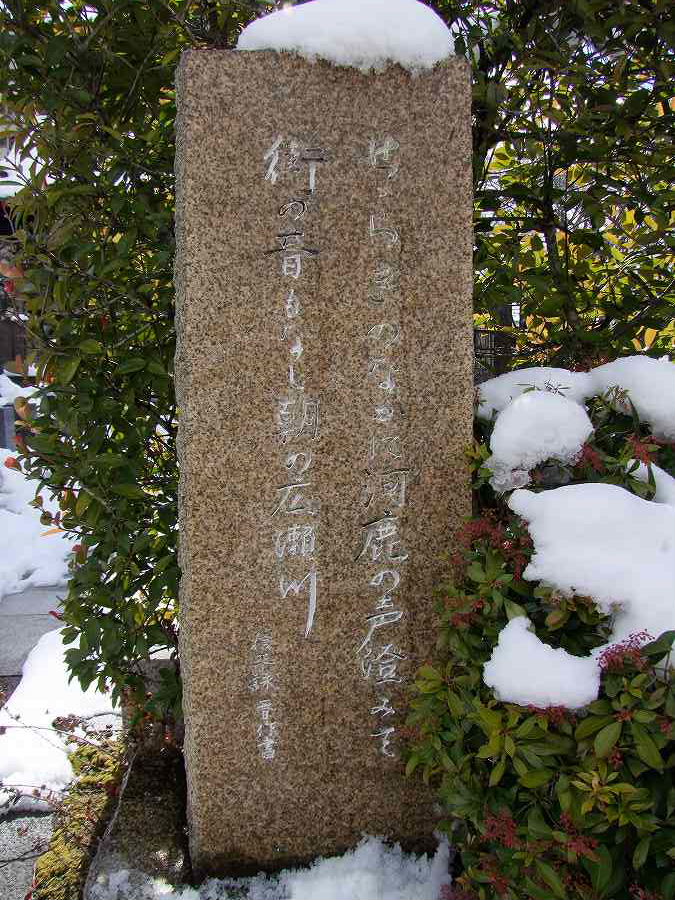 せゝらぎのなかに河鹿の声澄みて
街の音もなし朝の広瀬川
書